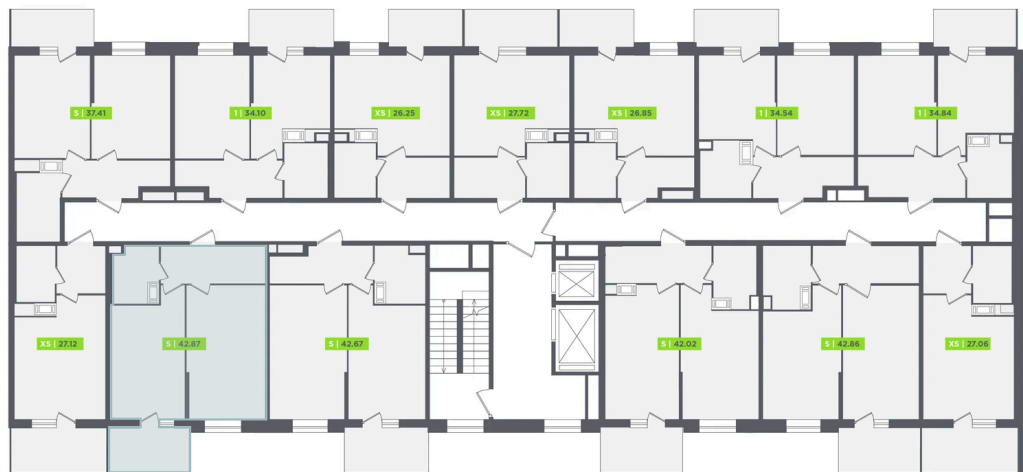 S | 37.41
1 | 34.10
XS | 26.25
XS | 27.72
XS | 26.85
1 | 34.54
1 | 34.84
XS | 27.12
S | 42.87
S | 42.67
S | 42.02
S | 42.86
XS | 27.06